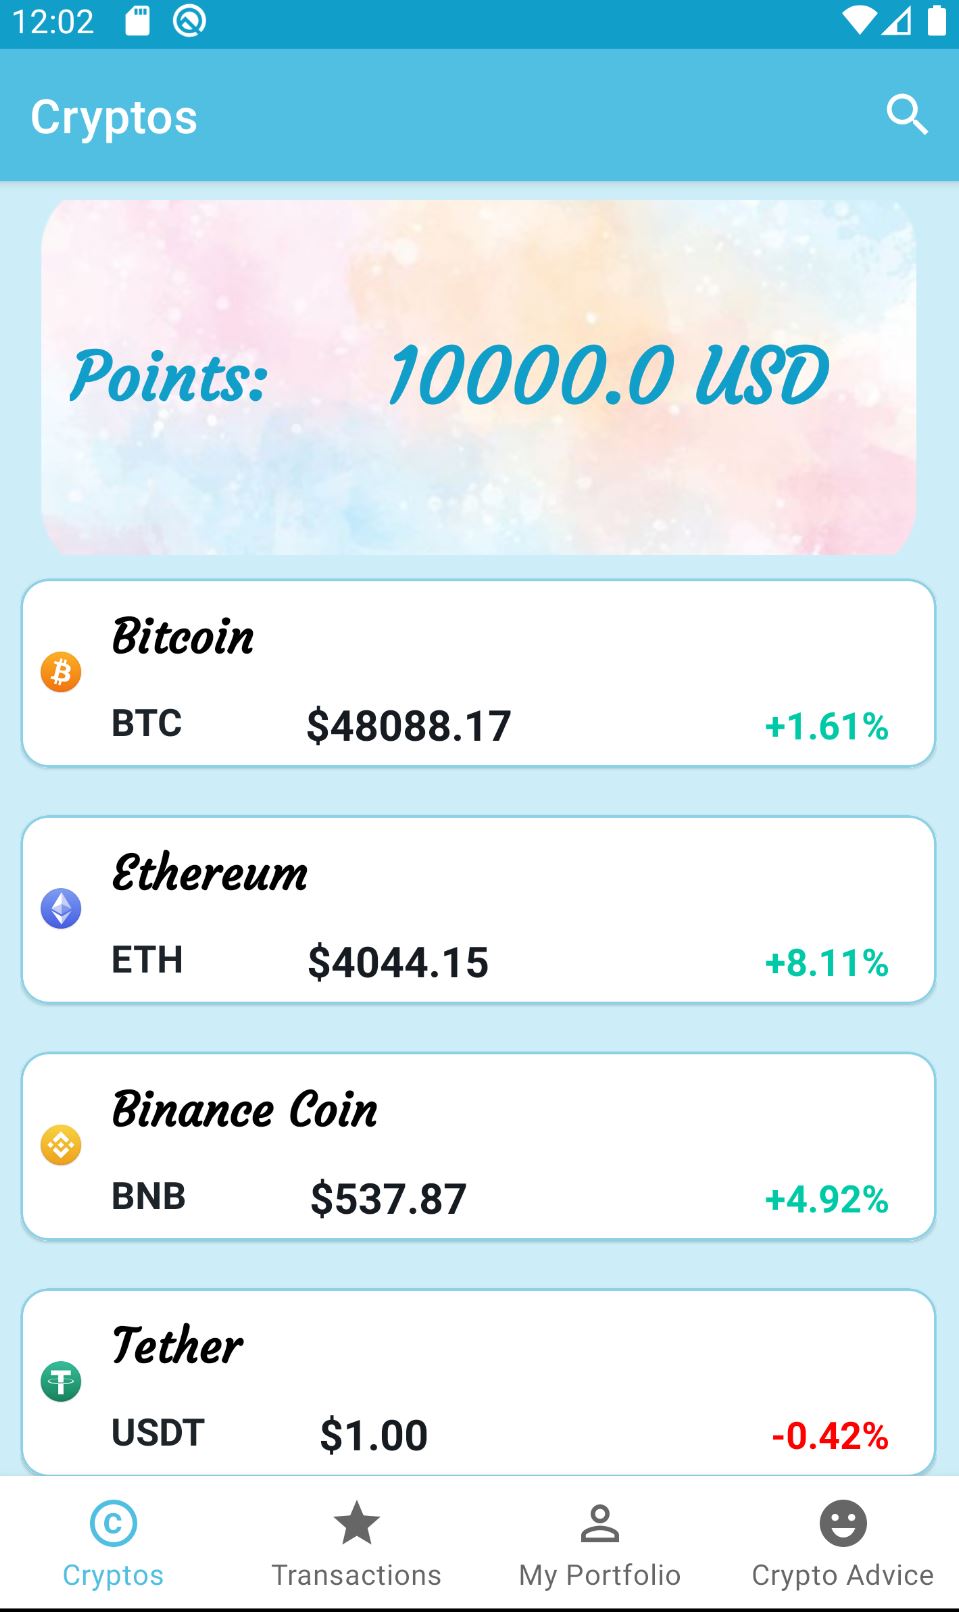 12:02
Cryptos
Points: 10000.0 USD
Bitcoin
BTC $48088.17 +1.61%
Ethereum
ETH $4044.15 +8.11%
Binance Coin
BNB $537.87 +4.92%
Tether
USDT $1.00 -0.42%
Cryptos Transactions My Portfolio Crypto Advice